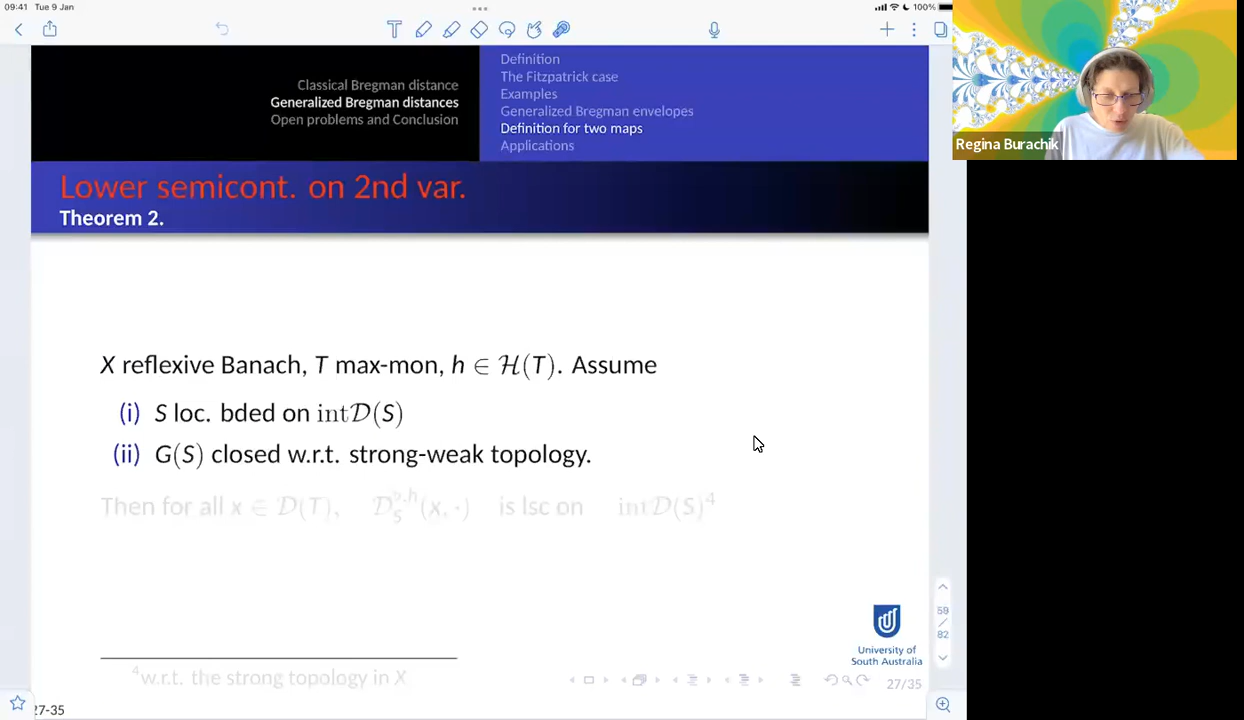 09:41 Tue 9 Jan
100%
Classical Bregman distance
Generalized Bregman distances
Open problems and Conclusion
Definition
The Fitzpatrick case
Examples
Generalized Bregman envelopes
Definition for two maps
Applications
Regina Burachik
Lower semicont. on 2nd var.
Theorem 2.
X reflexive Banach, T max-mon, h ∈ ℋ(T). Assume
(i) S loc. bded on int𝒟(S)
(ii) G(S) closed w.r.t. strong-weak topology.
Then for all x ∈ 𝒟(T), 𝒟 (x, ·) is lsc on int𝒟(S)⁴
⁴w.r.t. the strong topology in X
University of
South Australia
59
/
82
27/35
27-35